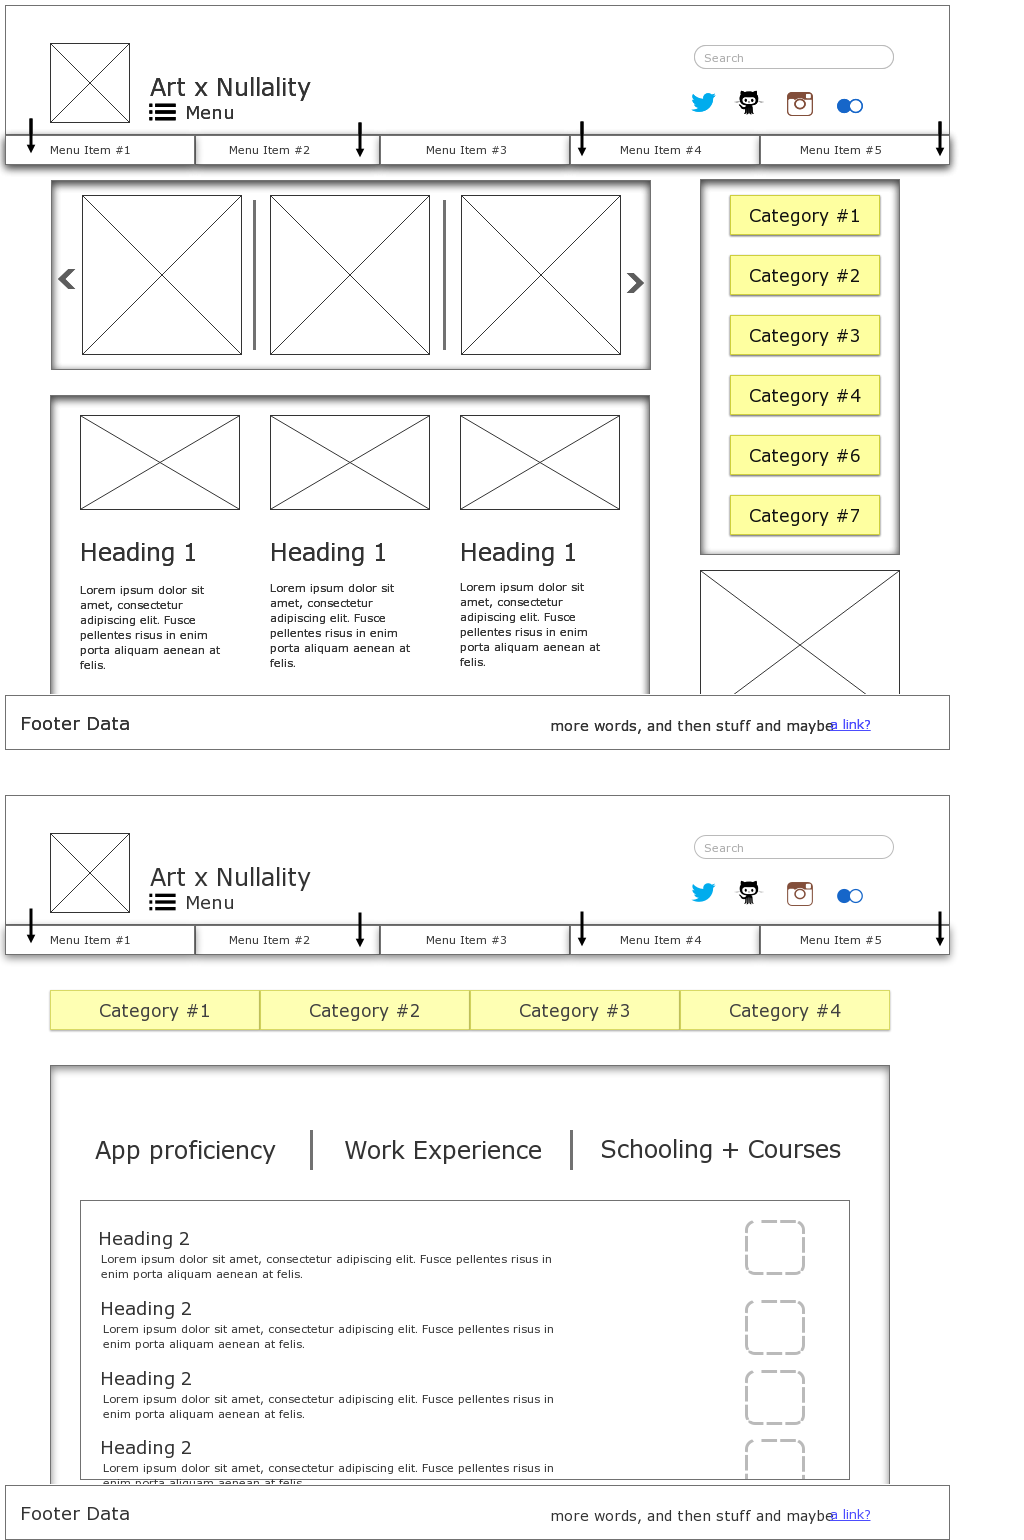 Search
Art x Nullality
Menu
Menu Item #1
Menu Item #2
Menu Item #3
Menu Item #4
Menu Item #5
Category #1
Category #2
Category #3
Category #4
Category #6
Category #7
Heading 1
Lorem ipsum dolor sit
amet, consectetur
adipiscing elit. Fusce
pellentes risus in enim
porta aliquam aenean at
felis.
Heading 1
Lorem ipsum dolor sit
amet, consectetur
adipiscing elit. Fusce
pellentes risus in enim
porta aliquam aenean at
felis.
Heading 1
Lorem ipsum dolor sit
amet, consectetur
adipiscing elit. Fusce
pellentes risus in enim
porta aliquam aenean at
felis.
Footer Data
more words, and then stuff and maybe a link?
Search
Art x Nullality
Menu
Menu Item #1
Menu Item #2
Menu Item #3
Menu Item #4
Menu Item #5
Category #1
Category #2
Category #3
Category #4
App proficiency
Work Experience
Schooling + Courses
Heading 2
Lorem ipsum dolor sit amet, consectetur adipiscing elit. Fusce pellentes risus in
enim porta aliquam aenean at felis.
Heading 2
Lorem ipsum dolor sit amet, consectetur adipiscing elit. Fusce pellentes risus in
enim porta aliquam aenean at felis.
Heading 2
Lorem ipsum dolor sit amet, consectetur adipiscing elit. Fusce pellentes risus in
enim porta aliquam aenean at felis.
Heading 2
Lorem ipsum dolor sit amet, consectetur adipiscing elit. Fusce pellentes risus in
enim porta aliquam aenean at felis.
Footer Data
more words, and then stuff and maybe a link?